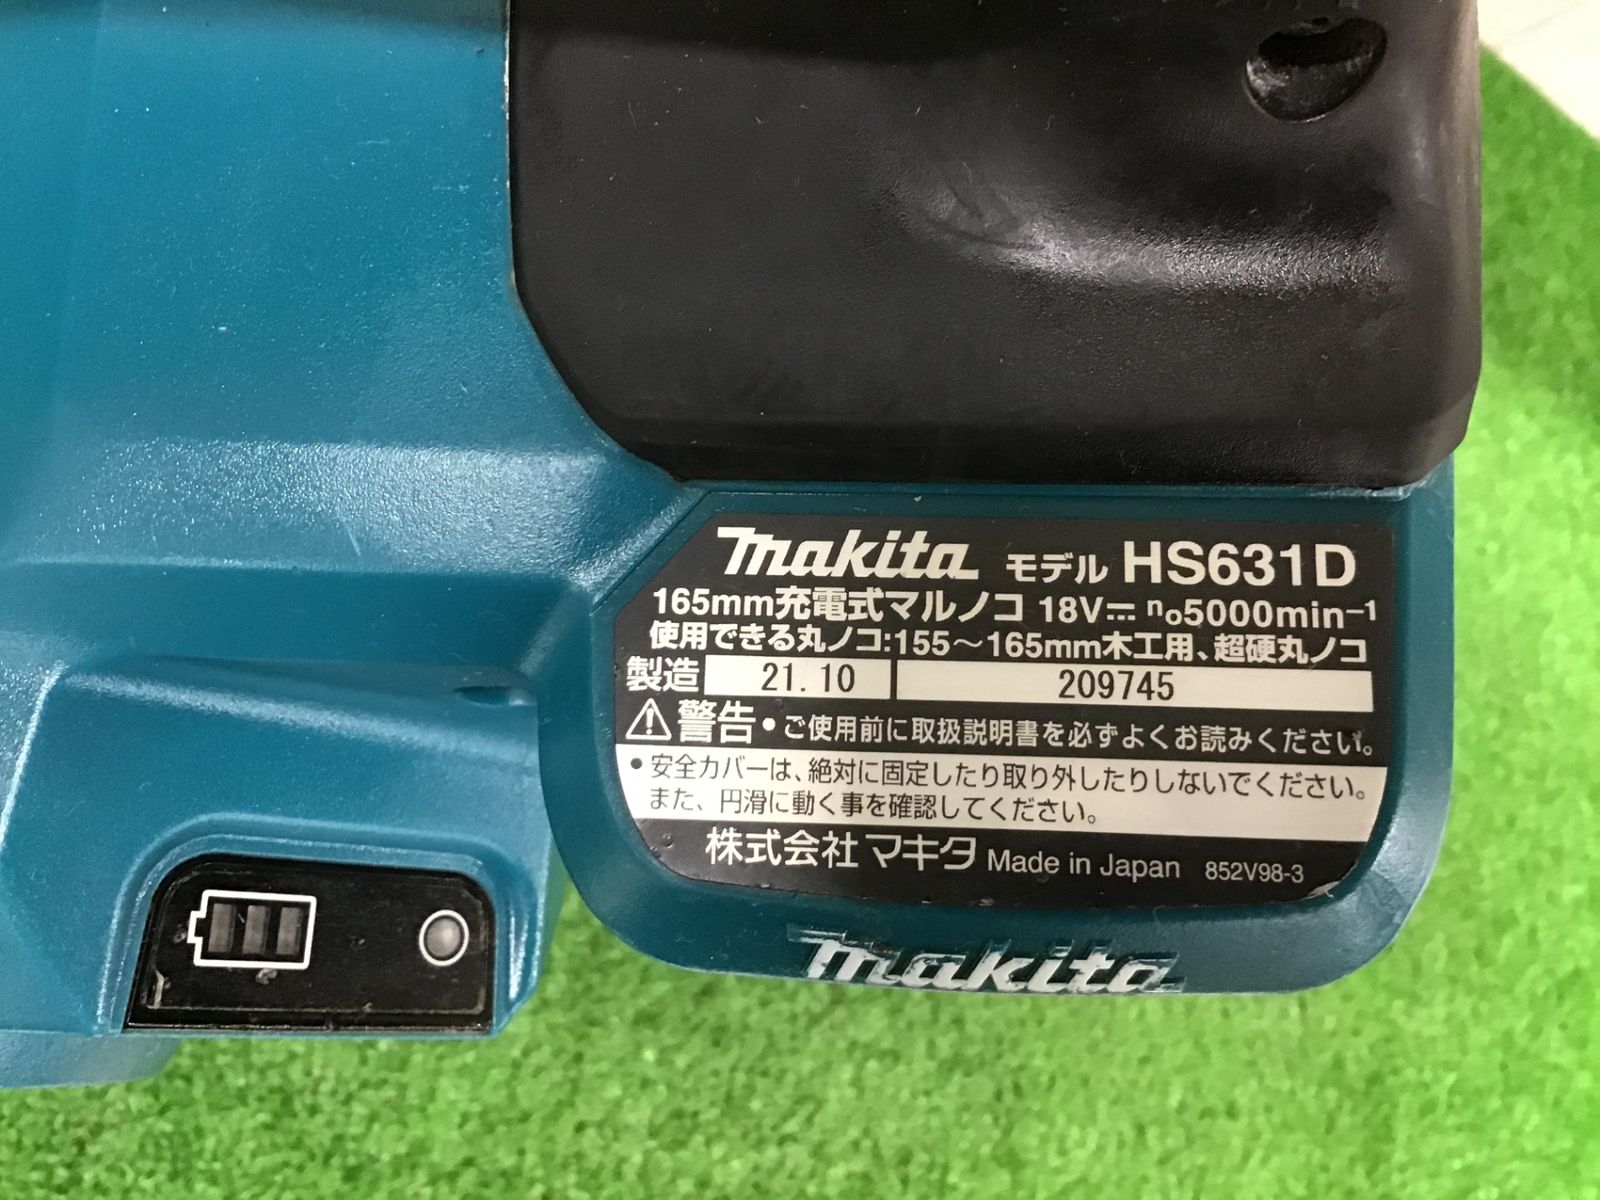 makita モデル HS631D
165mm充電式マルノコ 18V⎓ no5000min-1
使用できる丸ノコ:155～165mm木工用、超硬丸ノコ
製造 21.10 209745
⚠警告・ご使用前に取扱説明書を必ずよくお読みください。
・安全カバーは、絶対に固定したり取り外したりしないでください。
また、円滑に動く事を確認してください。
株式会社 マキタ Made in Japan 852V98-3
makita